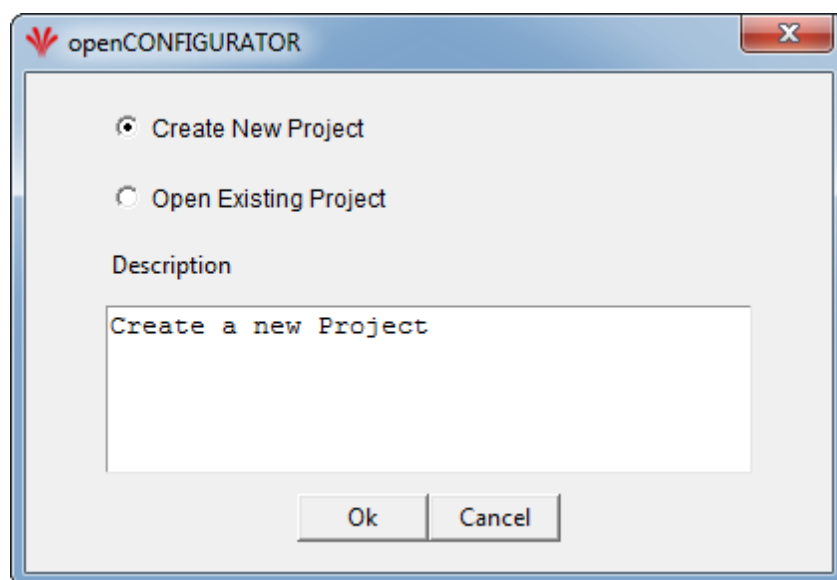 openCONFIGURATOR
Create New Project
Open Existing Project
Description
Create a new Project
Ok Cancel